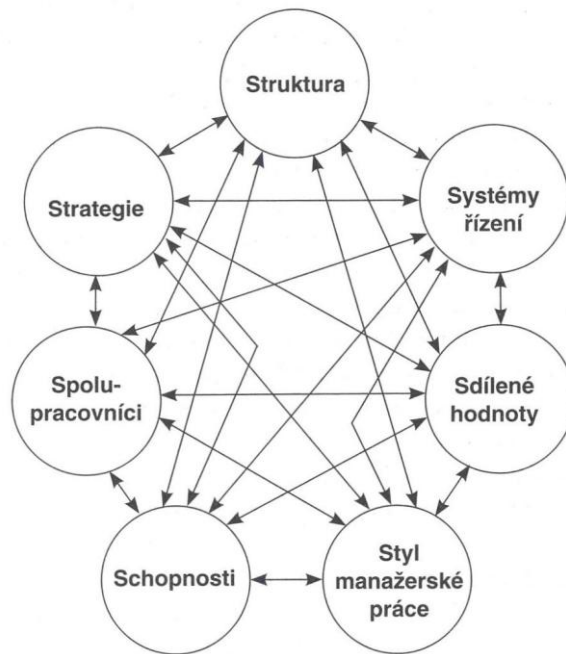 Struktura
Strategie
Systémy
řízení
Spolu-
pracovníci
Sdílené
hodnoty
Schopnosti
Styl
manažerské
práce